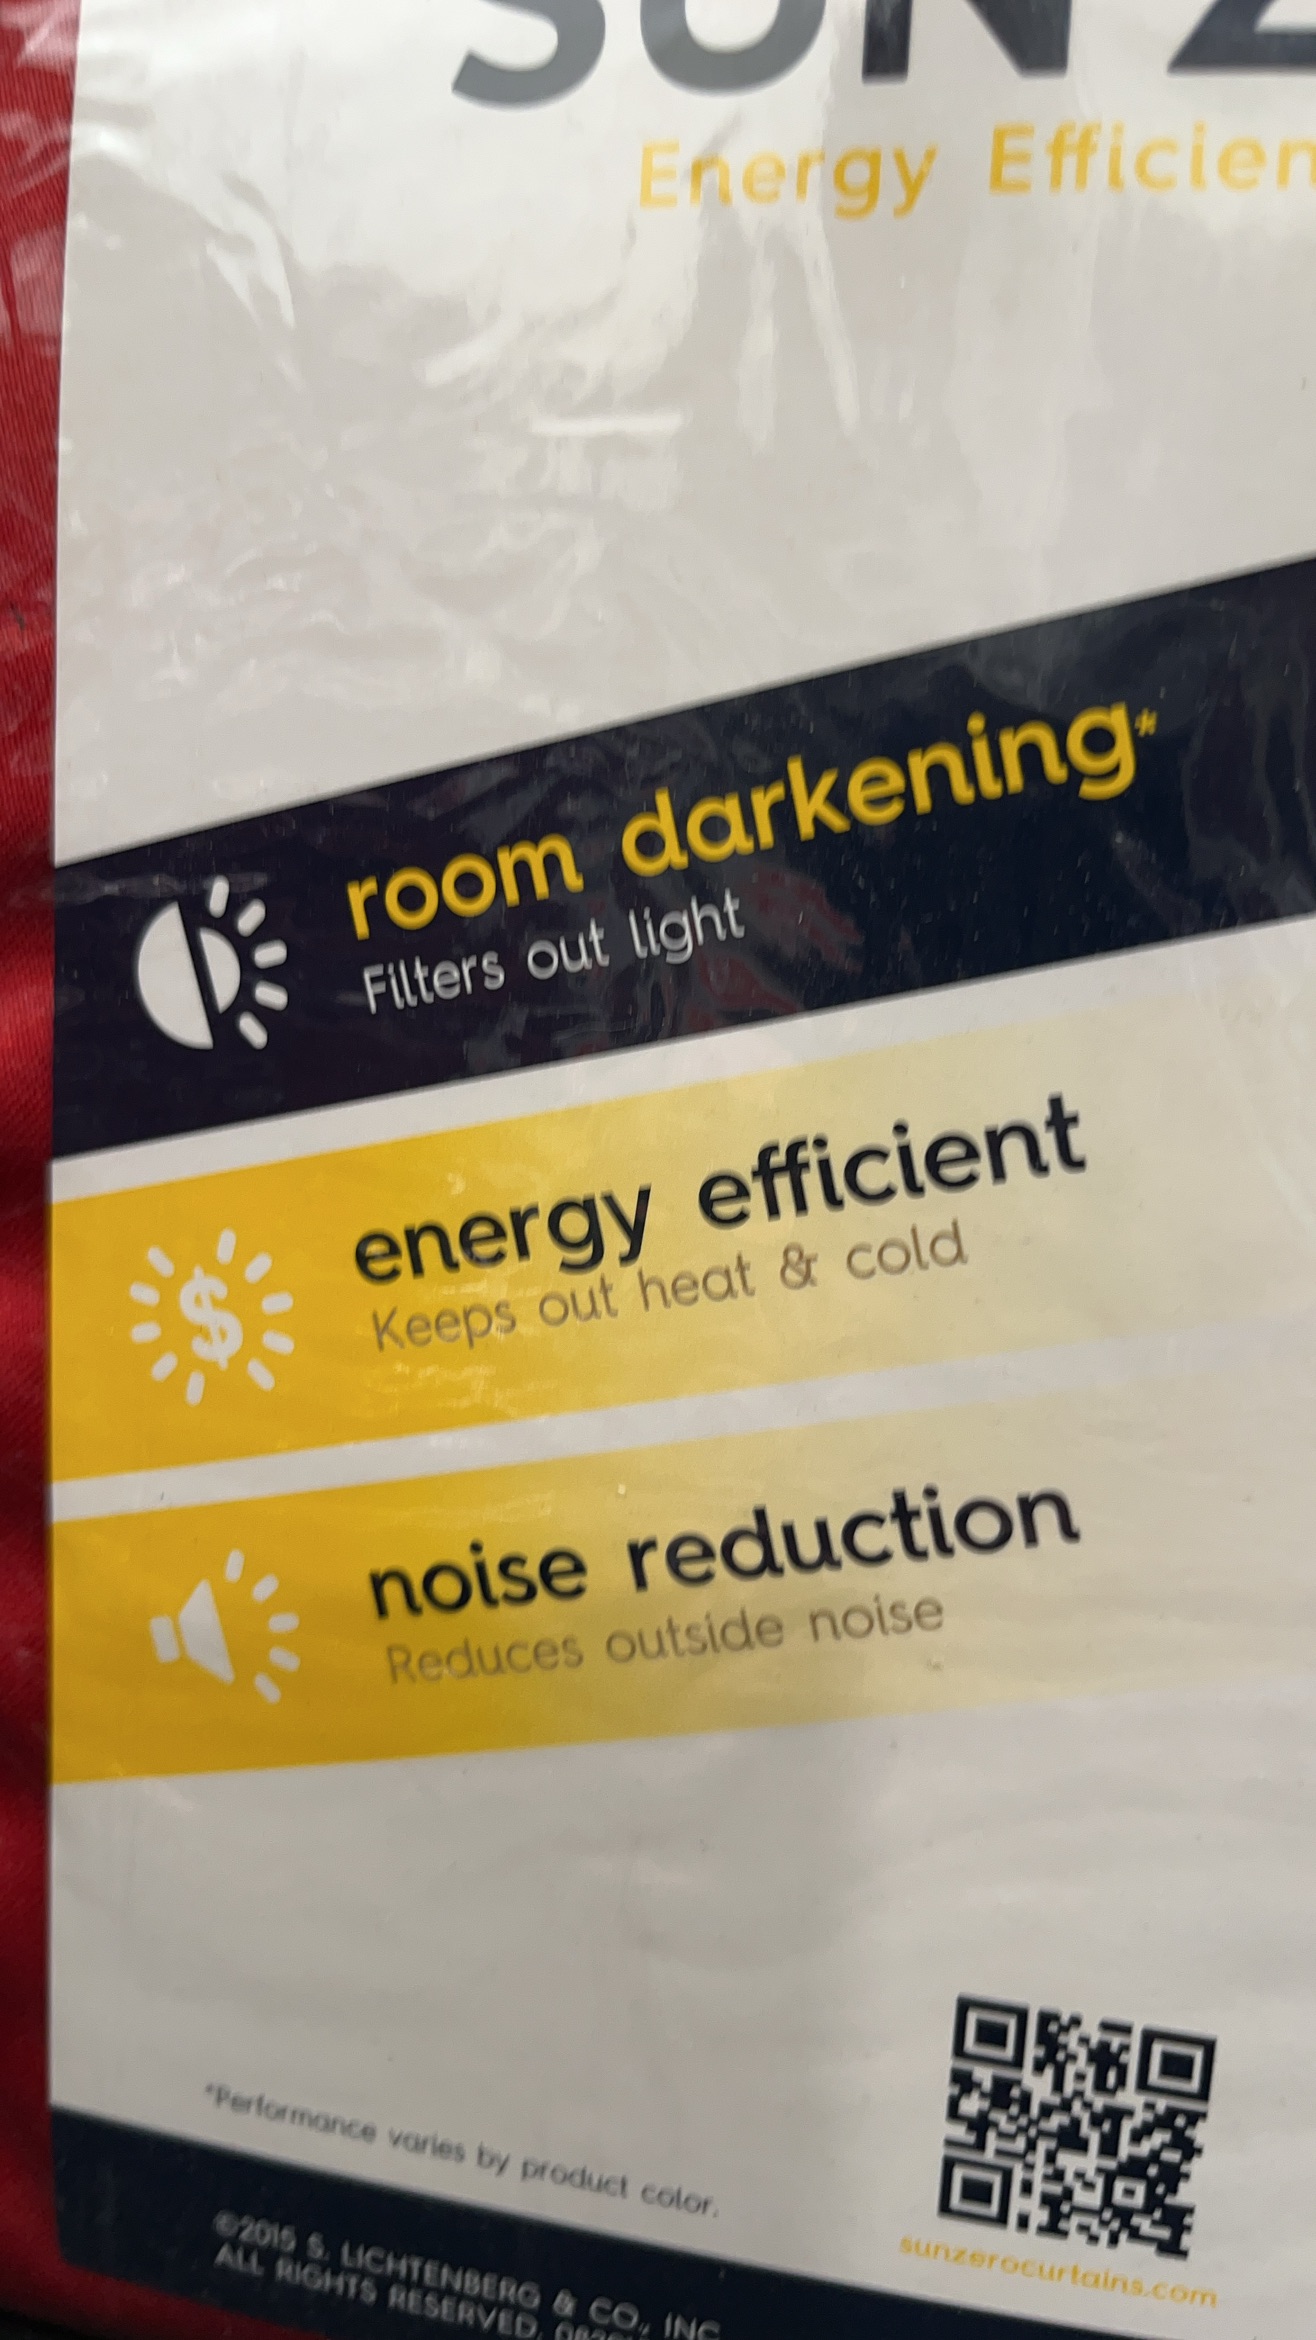 SUN Z
Energy Efficien
room darkening*
Filters out light
$
energy efficient
Keeps out heat & cold
noise reduction
Reduces outside noise
*Performance varies by product color.
sunzerocurtains.com
©2015 S. LICHTENBERG & CO., INC
ALL RIGHTS RESERVED.